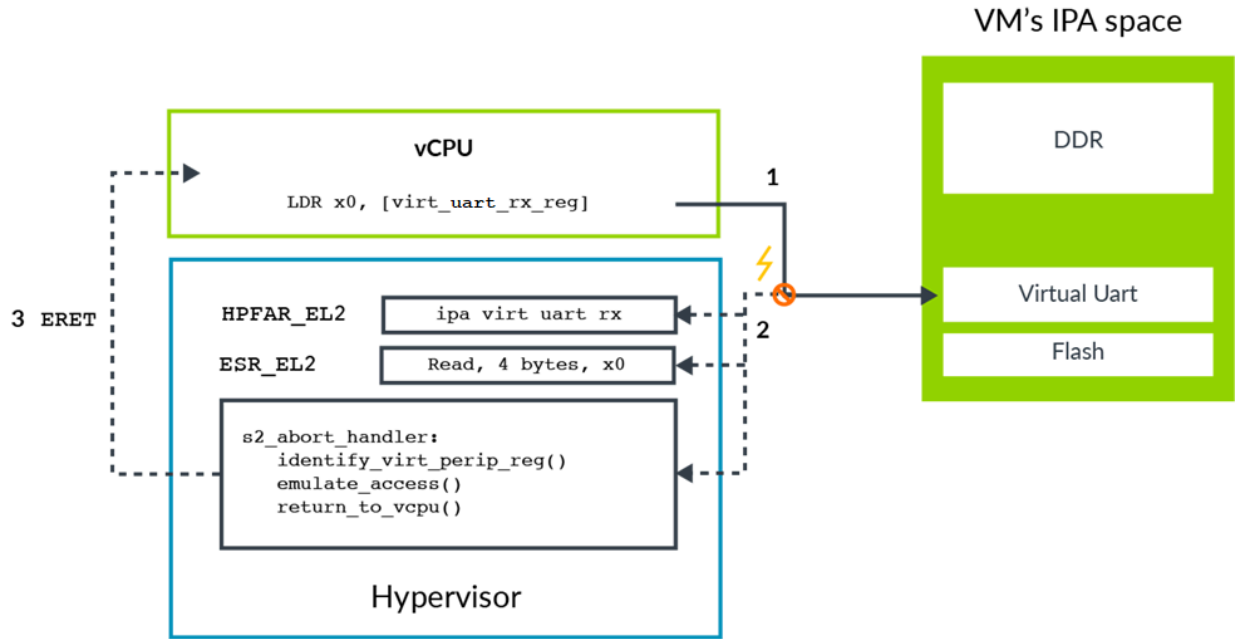 VM’s IPA space
DDR
Virtual Uart
Flash
vCPU
LDR x0, [virt_uart_rx_reg]
1
2
3 ERET
HPFAR_EL2
ipa virt uart rx
ESR_EL2
Read, 4 bytes, x0
s2_abort_handler:
identify_virt_perip_reg()
emulate_access()
return_to_vcpu()
Hypervisor